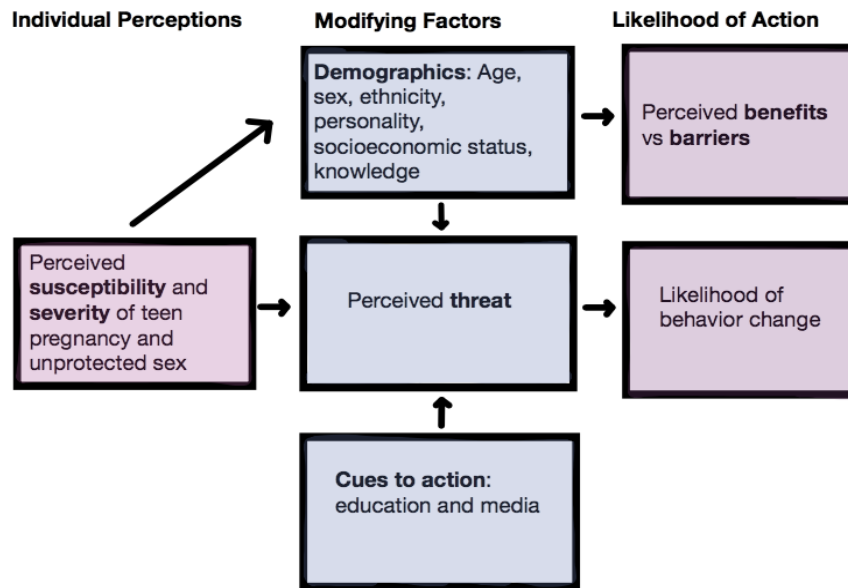 Individual Perceptions
Modifying Factors
Likelihood of Action
Demographics: Age,
sex, ethnicity,
personality,
socioeconomic status,
knowledge
Perceived benefits
vs barriers
Perceived
susceptibility and
severity of teen
pregnancy and
unprotected sex
Perceived threat
Likelihood of
behavior change
Cues to action:
education and media